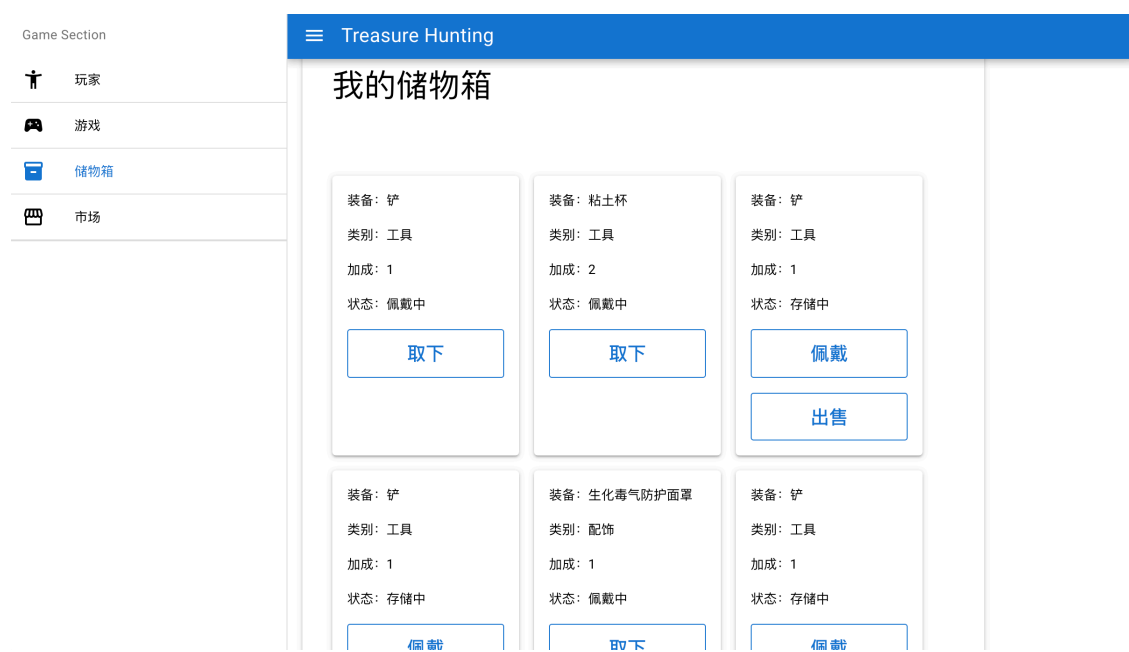 Game Section
玩家
游戏
储物箱
市场
Treasure Hunting
我的储物箱
装备：铲
类别：工具
加成：1
状态：佩戴中
取下
装备：粘土杯
类别：工具
加成：2
状态：佩戴中
取下
装备：铲
类别：工具
加成：1
状态：存储中
佩戴
出售
装备：铲
类别：工具
加成：1
状态：存储中
佩戴
装备：生化毒气防护面罩
类别：配饰
加成：1
状态：佩戴中
取下
装备：铲
类别：工具
加成：1
状态：存储中
佩戴